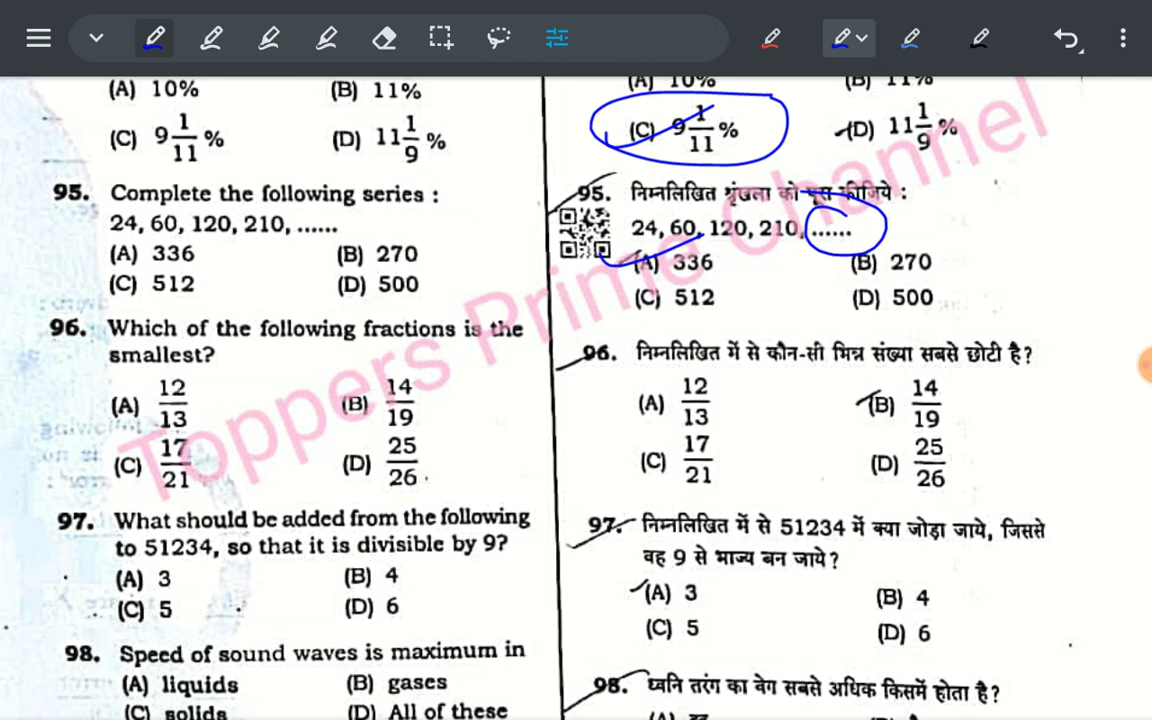 (A) 10%
(B) 11%
(C) 9 1/11 %
(D) 11 1/9 %
95. Complete the following series :
24, 60, 120, 210, ......
(A) 336
(B) 270
(C) 512
(D) 500
96. Which of the following fractions is the
smallest?
(A) 12/13
(B) 14/19
(C) 17/21
(D) 25/26
97. What should be added from the following
to 51234, so that it is divisible by 9?
(A) 3
(B) 4
(C) 5
(D) 6
98. Speed of sound waves is maximum in
(A) liquids
(B) gases
(C) solids
(D) All of these
(A) 10%
(B) 11%
(C) 9 1/11 %
(D) 11 1/9 %
95. निम्नलिखित श्रृंखला को पूरा कीजिये :
24, 60, 120, 210, ......
(A) 336
(B) 270
(C) 512
(D) 500
96. निम्नलिखित में से कौन-सी भिन्न संख्या सबसे छोटी है?
(A) 12/13
(B) 14/19
(C) 17/21
(D) 25/26
97. निम्नलिखित में से 51234 में क्या जोड़ा जाये, जिससे
वह 9 से भाज्य बन जाये?
(A) 3
(B) 4
(C) 5
(D) 6
98. ध्वनि तरंग का वेग सबसे अधिक किसमें होता है?
Toppers Prime Channel